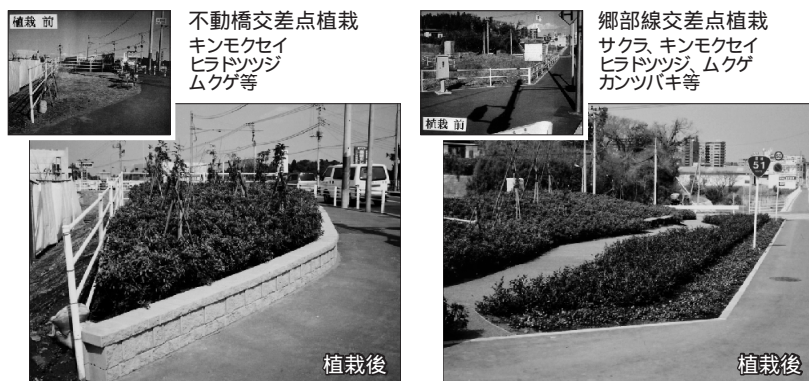 植栽前
不動橋交差点植栽
キンモクセイ
ヒラドツツジ
ムクゲ等
植栽後
植栽前
郷部線交差点植栽
サクラ、キンモクセイ
ヒラドツツジ、ムクゲ
カンツバキ等
51
植栽後